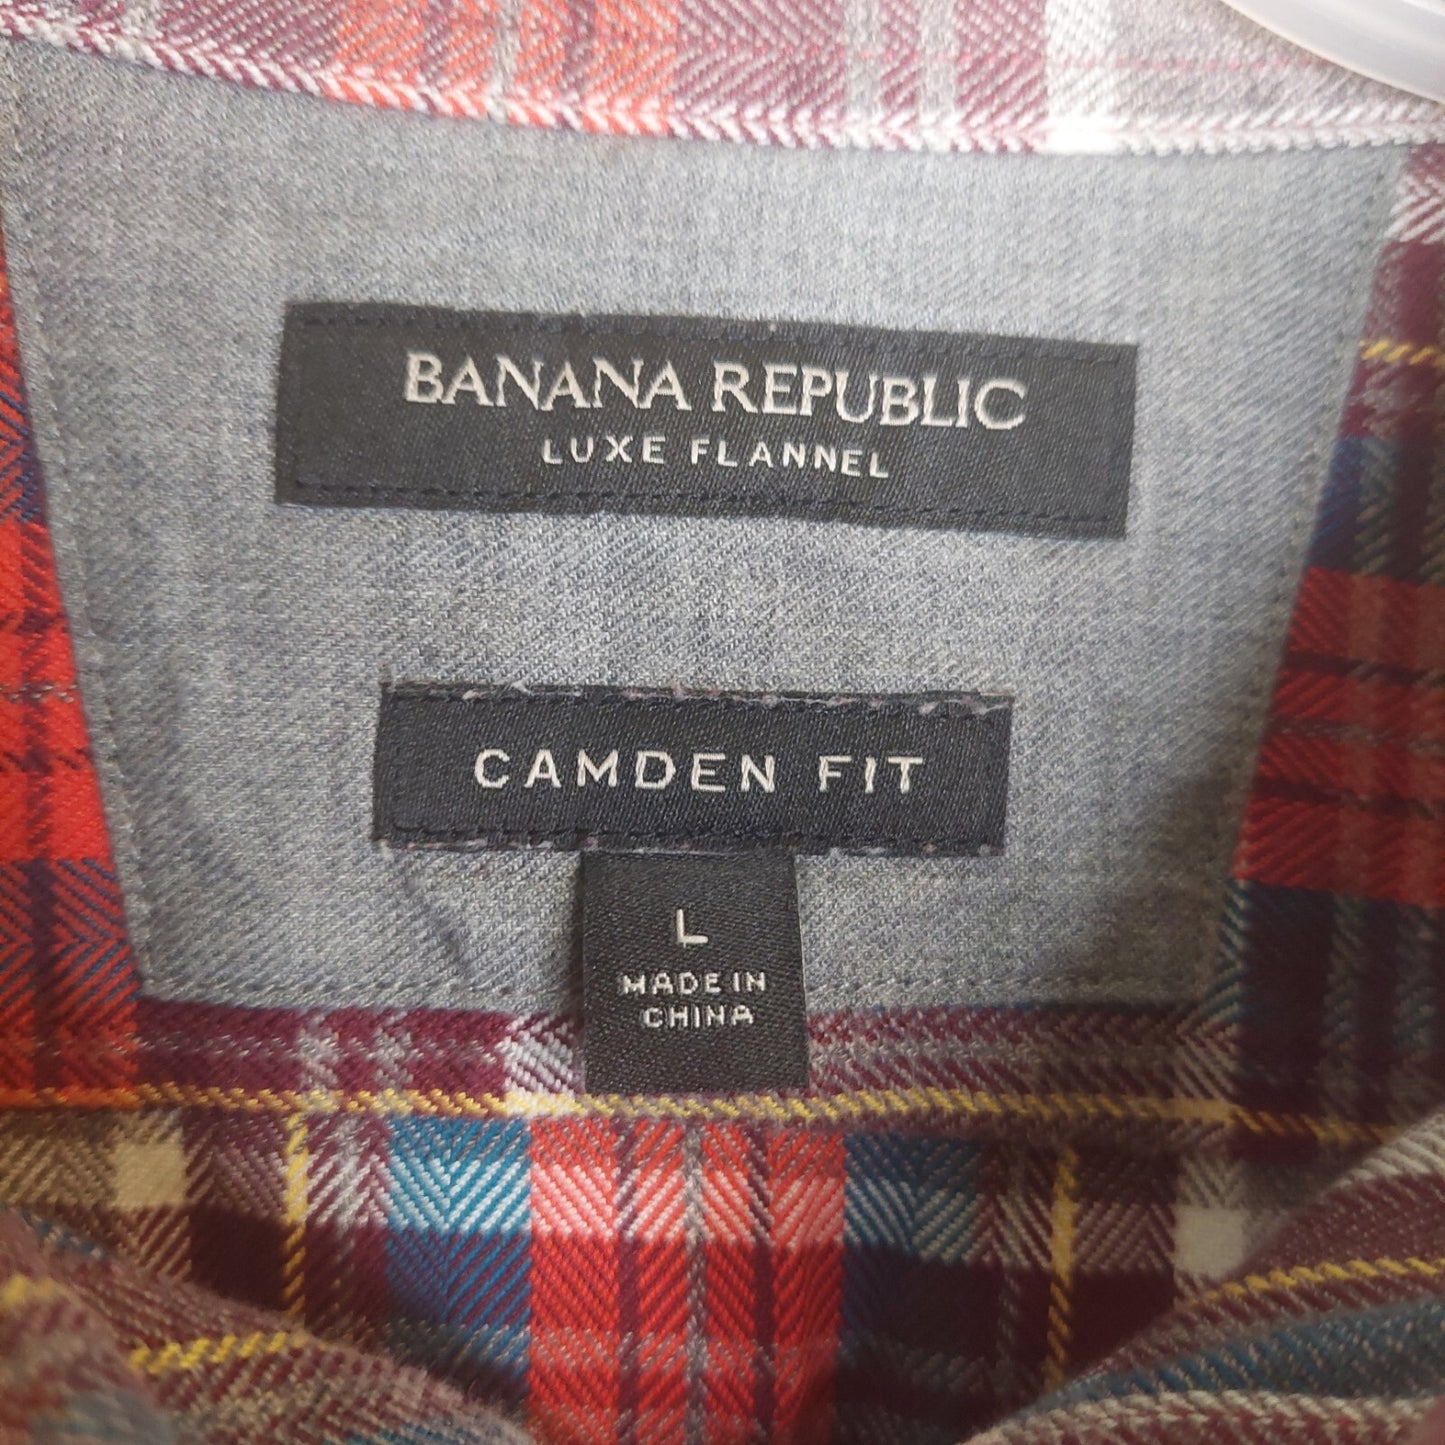 BANANA REPUBLIC
LUXE FLANNEL
CAMDEN FIT
L
MADE IN
CHINA